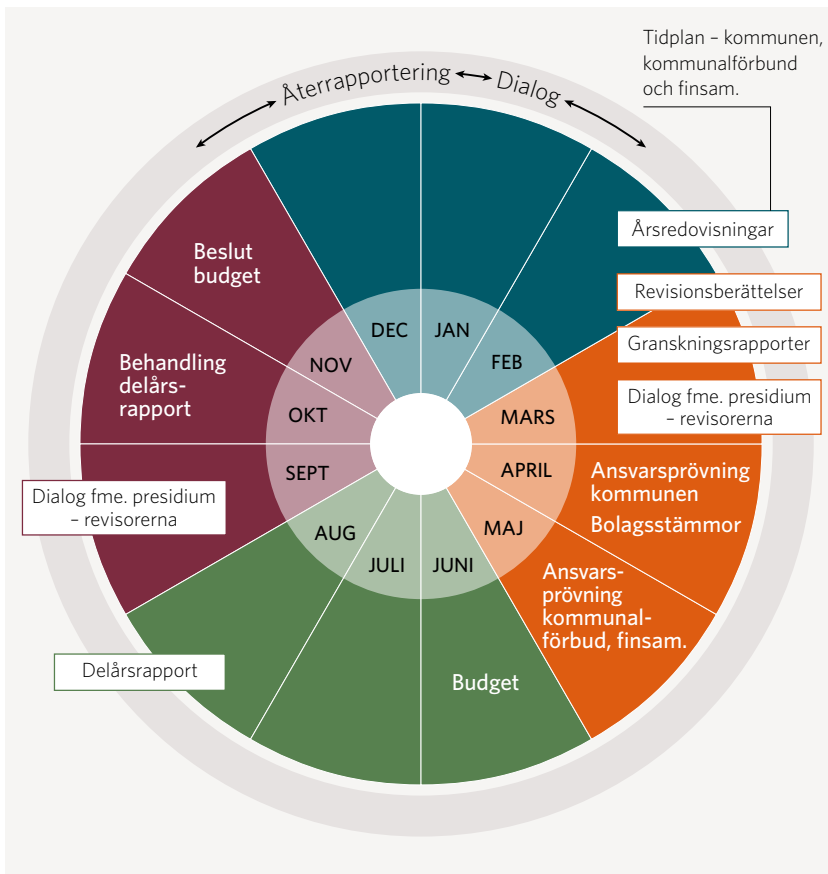 Tidplan – kommunen,
kommunalförbund
och finsam.
Återrapportering
Dialog
Årsredovisningar
Revisionsberättelser
Granskningsrapporter
Dialog fme. presidium
– revisorerna
Beslut
budget
Behandling
delårs-
rapport
Dialog fme. presidium
– revisorerna
Delårsrapport
Budget
Ansvarsprövning
kommunen
Bolagsstämmor
Ansvars-
prövning
kommunal-
förbud, finsam.
JAN
FEB
MARS
APRIL
MAJ
JUNI
JULI
AUG
SEPT
OKT
NOV
DEC